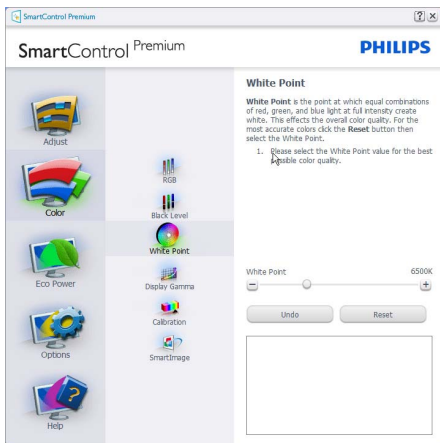 SmartControl Premium
SmartControl Premium
PHILIPS
Adjust
Color
Eco Power
Options
Help
RGB
Black Level
White Point
Display Gamma
Calibration
SmartImage
White Point
White Point is the point at which equal combinations
of red, green, and blue light at full intensity create
white. This effects the overall color quality. For the
most accurate colors click the Reset button then
select the White Point.
1. Please select the White Point value for the best
possible color quality.
White Point 6500K
Undo Reset